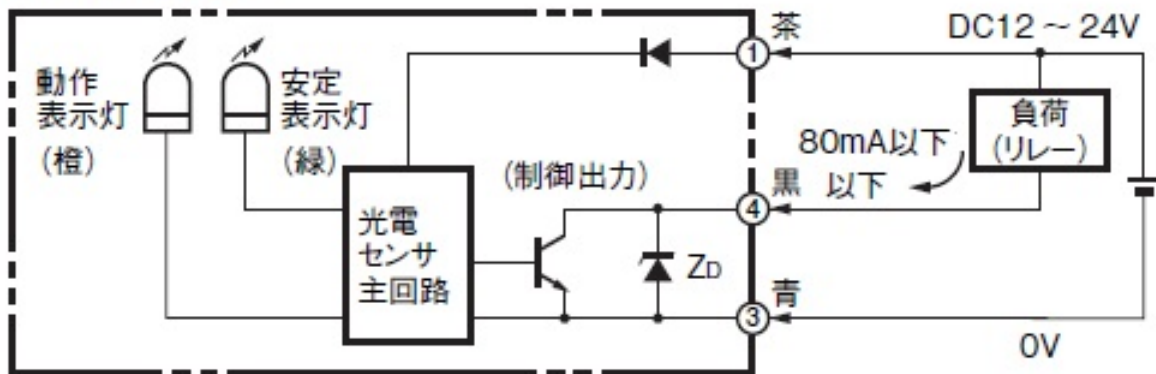 動作
表示灯
(橙)
安定
表示灯
(緑)
光電
センサ
主回路
(制御出力)
ZD
1
茶
4
黒
3
青
DC12 ～ 24V
負荷
(リレー)
80mA以下
以下
0V